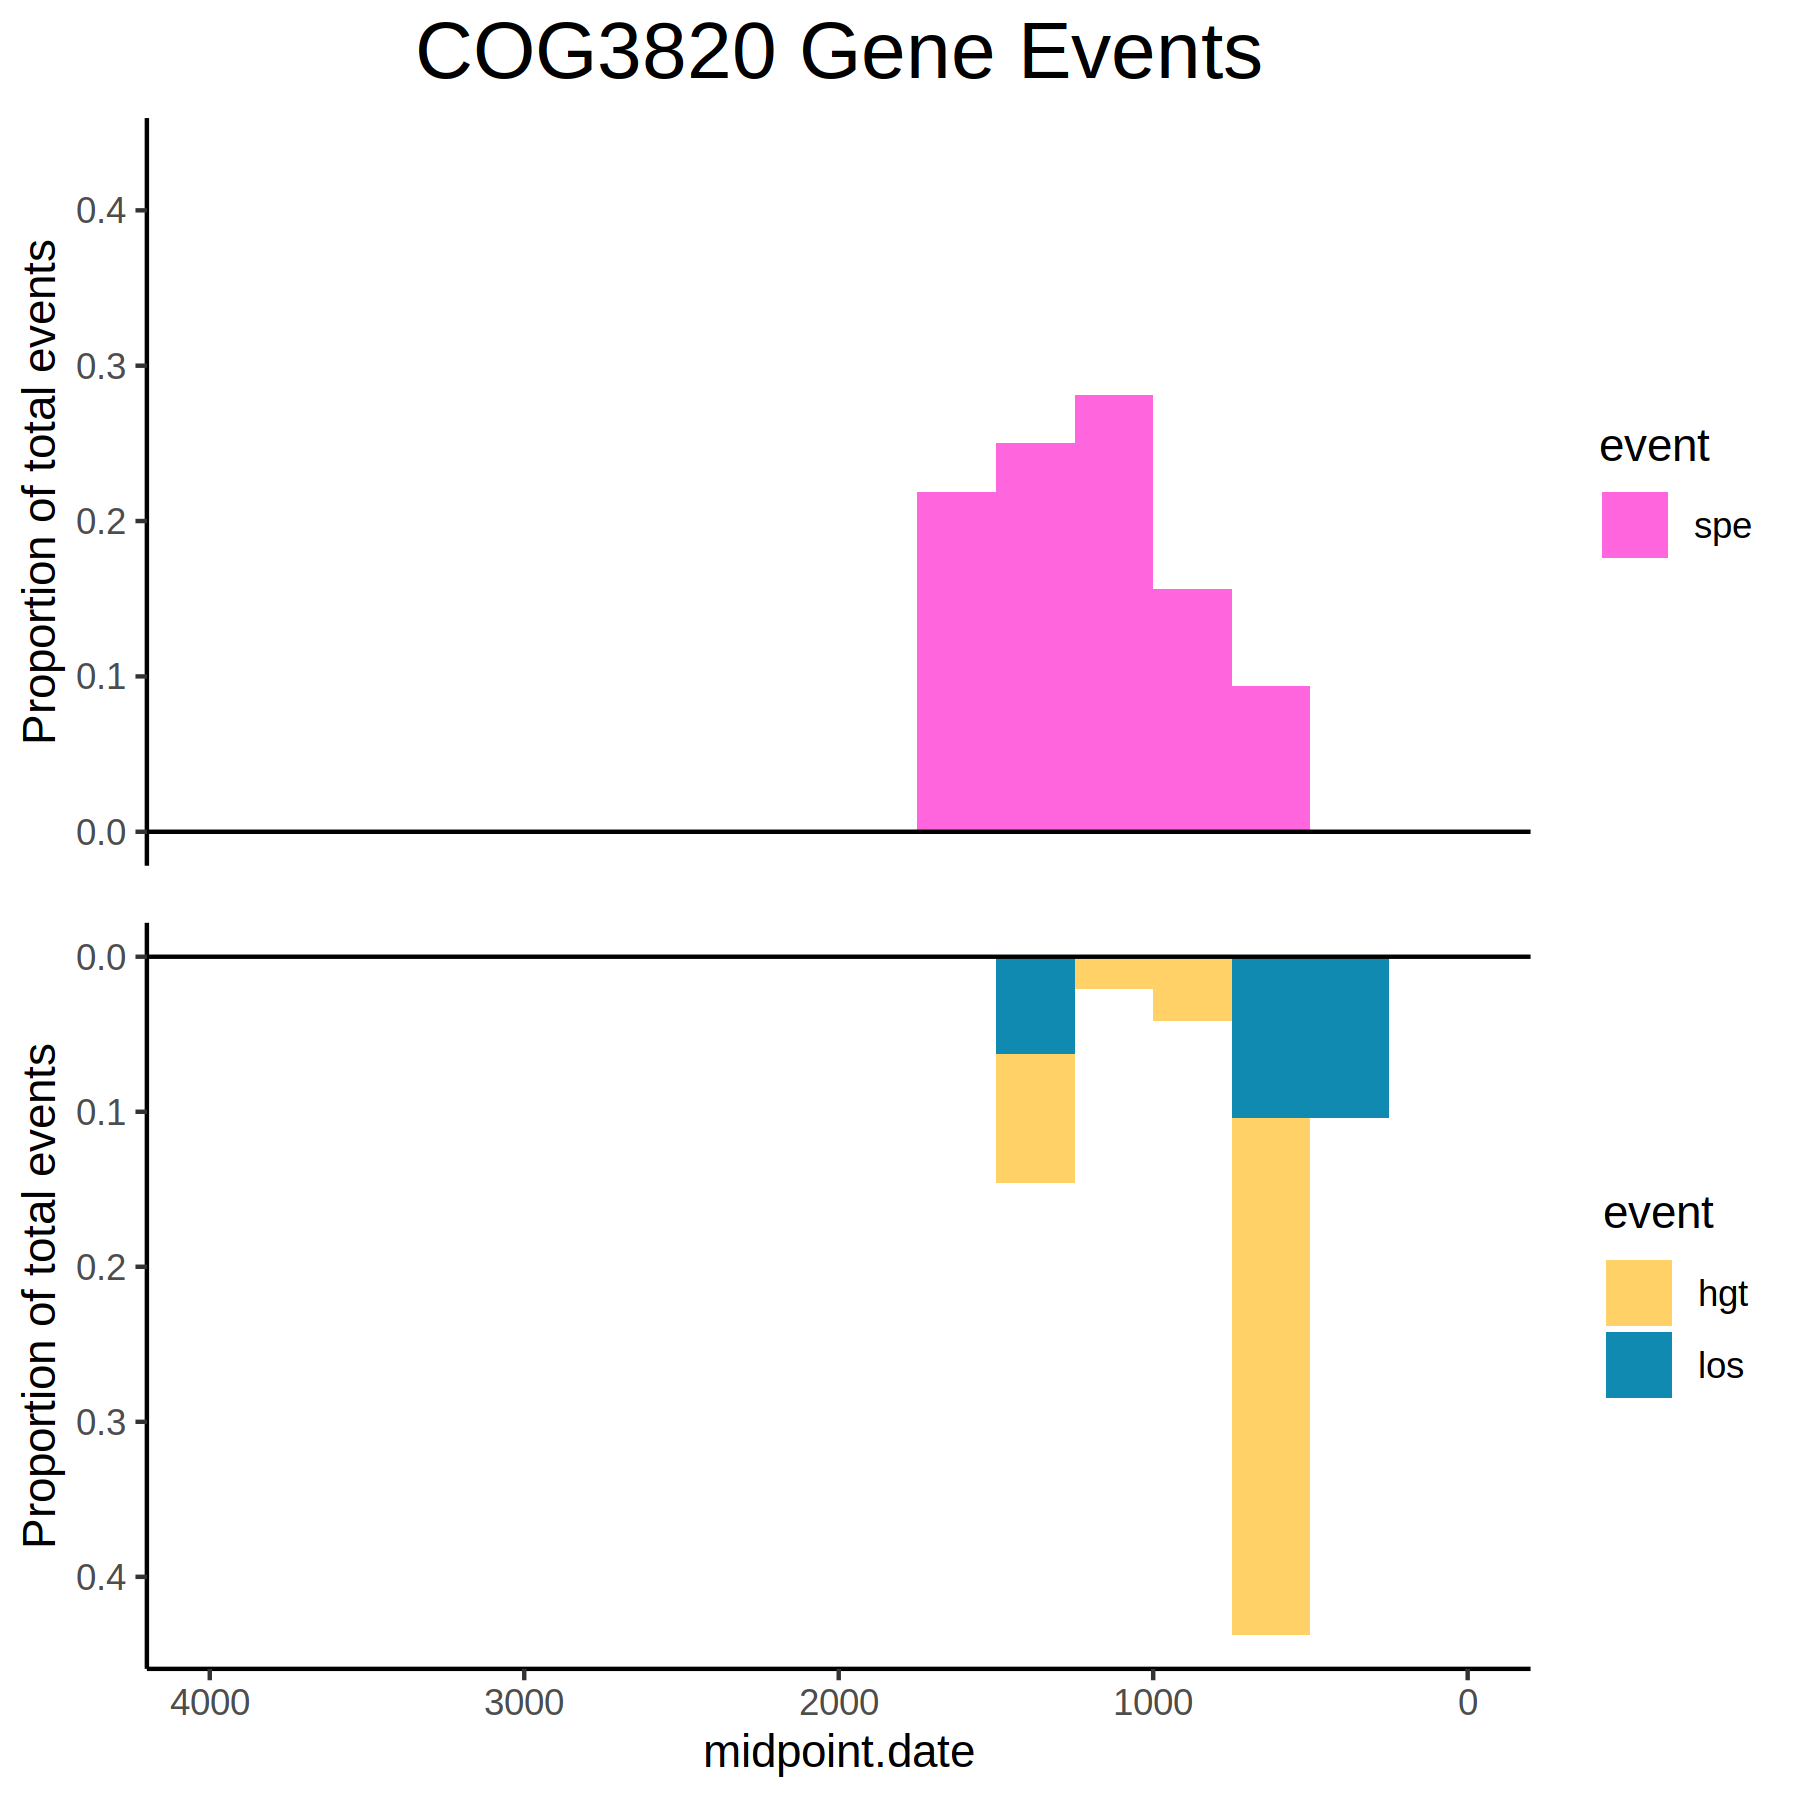 COG3820 Gene Events
Proportion of total events
0.4
0.3
0.2
0.1
0.0
event
spe
Proportion of total events
0.0
0.1
0.2
0.3
0.4
event
hgt
los
4000 3000 2000 1000 0
midpoint.date